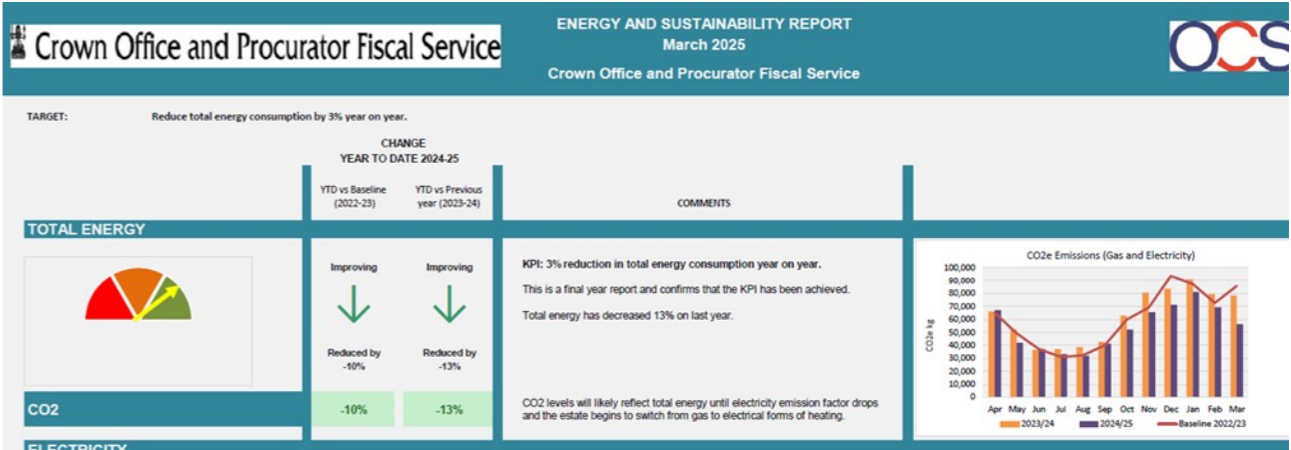 Crown Office and Procurator Fiscal Service
ENERGY AND SUSTAINABILITY REPORT
March 2025
Crown Office and Procurator Fiscal Service
OCS
TARGET: Reduce total energy consumption by 3% year on year.
CHANGE
YEAR TO DATE 2024-25
YTD vs Baseline
(2022-23)
YTD vs Previous
year (2023-24)
COMMENTS
TOTAL ENERGY
Improving
Improving
Reduced by
-10%
Reduced by
-13%
KPI: 3% reduction in total energy consumption year on year.
This is a final year report and confirms that the KPI has been achieved.
Total energy has decreased 13% on last year.
CO2
-10%
-13%
CO2 levels will likely reflect total energy until electricity emission factor drops
and the estate begins to switch from gas to electrical forms of heating.
CO2e Emissions (Gas and Electricity)
CO2e kg
100,000
90,000
80,000
70,000
60,000
50,000
40,000
30,000
20,000
10,000
0
Apr May Jun Jul Aug Sep Oct Nov Dec Jan Feb Mar
2023/24 2024/25 Baseline 2022/23
ELECTRICITY